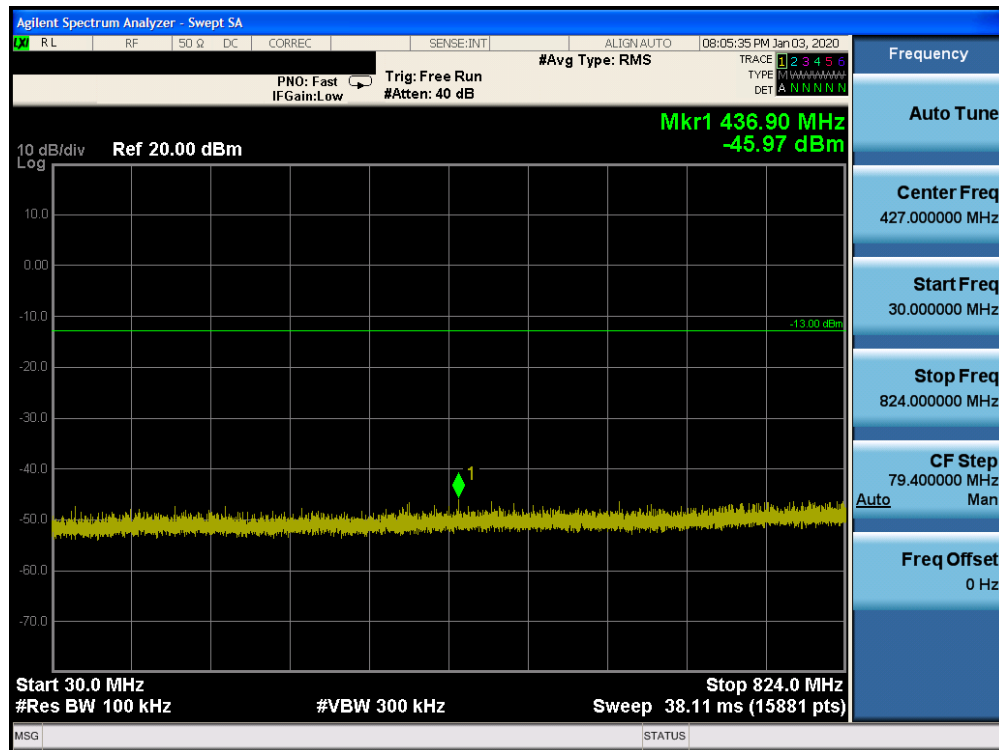 Agilent Spectrum Analyzer - Swept SA
LXI RL RF 50 Ω DC CORREC SENSE:INT ALIGN AUTO 08:05:35 PM Jan 03, 2020
#Avg Type: RMS TRACE 1 2 3 4 5 6
PNO: Fast Trig: Free Run TYPE M WWWWW
IFGain:Low #Atten: 40 dB DET A N N N N N
Mkr1 436.90 MHz
-45.97 dBm
10 dB/div Ref 20.00 dBm
Log
10.0
0.00
-10.0
-13.00 dBm
-20.0
-30.0
-40.0
1
-50.0
-60.0
-70.0
Start 30.0 MHz Stop 824.0 MHz
#Res BW 100 kHz #VBW 300 kHz Sweep 38.11 ms (15881 pts)
MSG STATUS
Frequency
Auto Tune
Center Freq
427.000000 MHz
Start Freq
30.000000 MHz
Stop Freq
824.000000 MHz
CF Step
79.400000 MHz
Auto Man
Freq Offset
0 Hz